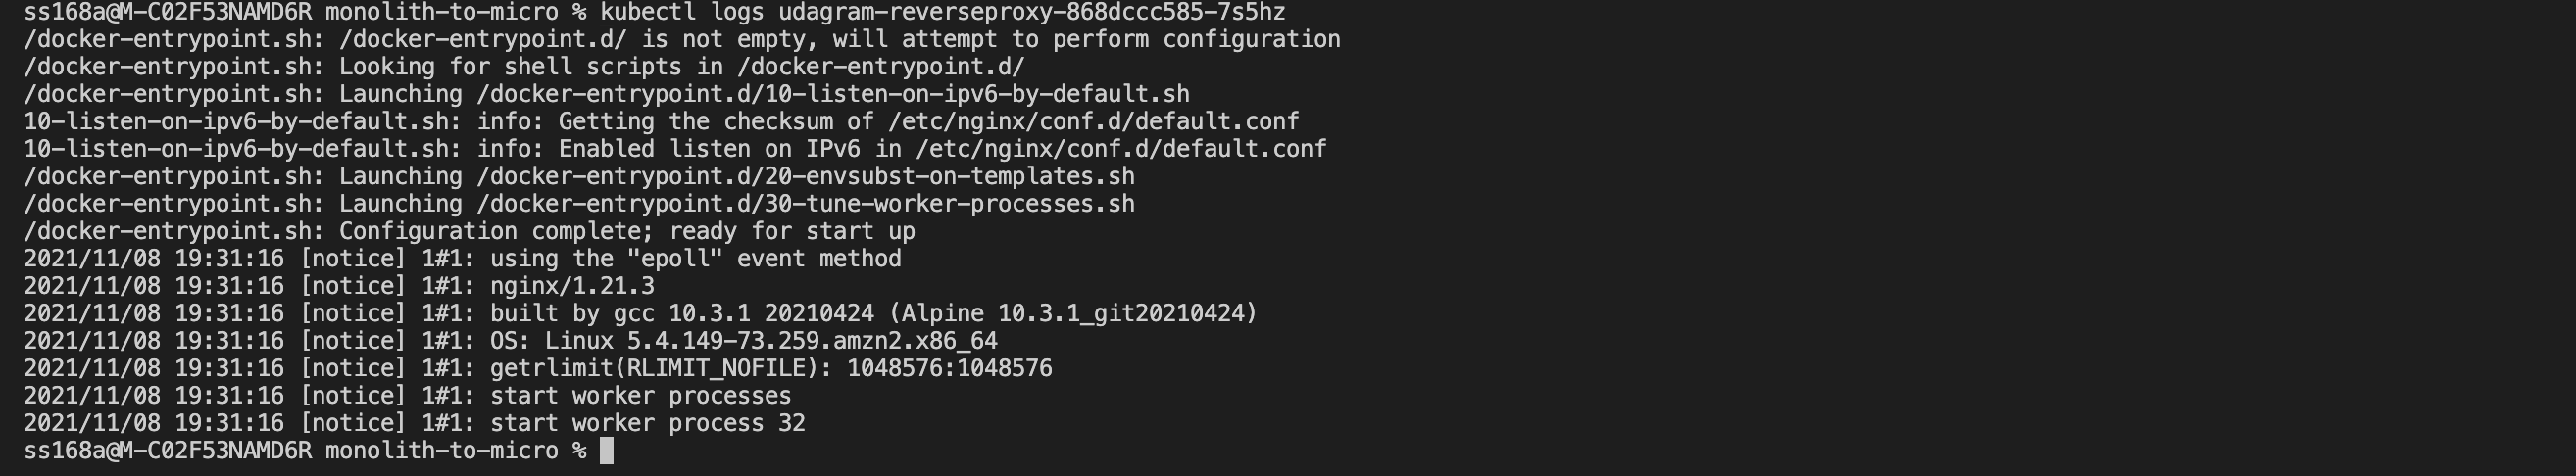 ss168a@M-C02F53NAMD6R monolith-to-micro % kubectl logs udagram-reverseproxy-868dccc585-7s5hz
/docker-entrypoint.sh: /docker-entrypoint.d/ is not empty, will attempt to perform configuration
/docker-entrypoint.sh: Looking for shell scripts in /docker-entrypoint.d/
/docker-entrypoint.sh: Launching /docker-entrypoint.d/10-listen-on-ipv6-by-default.sh
10-listen-on-ipv6-by-default.sh: info: Getting the checksum of /etc/nginx/conf.d/default.conf
10-listen-on-ipv6-by-default.sh: info: Enabled listen on IPv6 in /etc/nginx/conf.d/default.conf
/docker-entrypoint.sh: Launching /docker-entrypoint.d/20-envsubst-on-templates.sh
/docker-entrypoint.sh: Launching /docker-entrypoint.d/30-tune-worker-processes.sh
/docker-entrypoint.sh: Configuration complete; ready for start up
2021/11/08 19:31:16 [notice] 1#1: using the "epoll" event method
2021/11/08 19:31:16 [notice] 1#1: nginx/1.21.3
2021/11/08 19:31:16 [notice] 1#1: built by gcc 10.3.1 20210424 (Alpine 10.3.1_git20210424)
2021/11/08 19:31:16 [notice] 1#1: OS: Linux 5.4.149-73.259.amzn2.x86_64
2021/11/08 19:31:16 [notice] 1#1: getrlimit(RLIMIT_NOFILE): 1048576:1048576
2021/11/08 19:31:16 [notice] 1#1: start worker processes
2021/11/08 19:31:16 [notice] 1#1: start worker process 32
ss168a@M-C02F53NAMD6R monolith-to-micro %